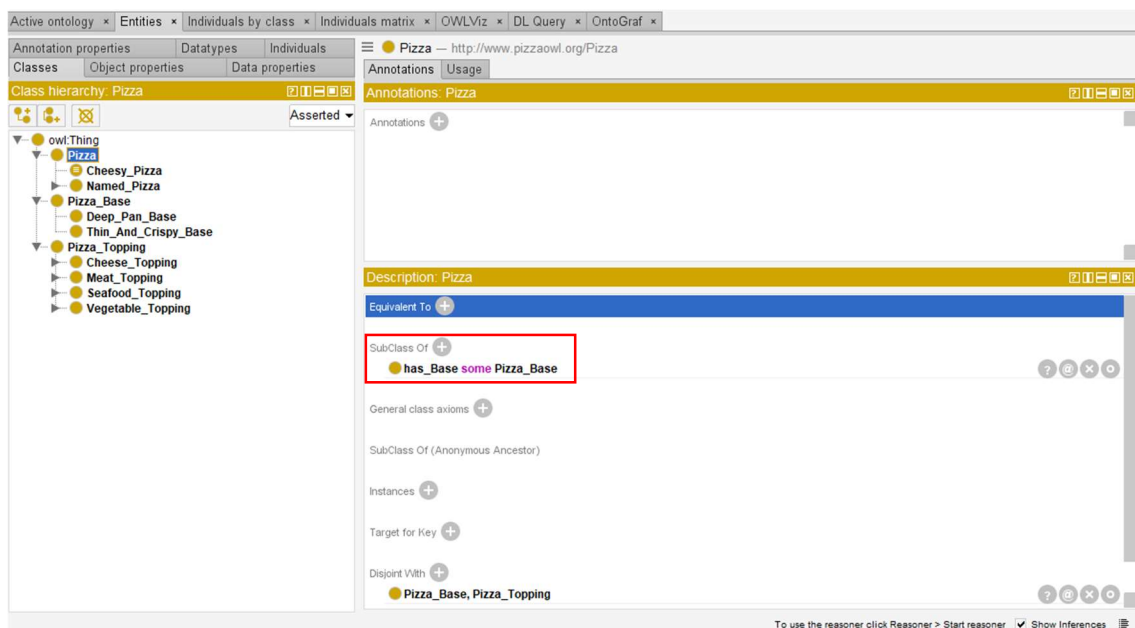 Active ontology × Entities × Individuals by class × Individuals matrix × OWLViz × DL Query × OntoGraf ×
Annotation properties Datatypes Individuals
Classes Object properties Data properties
Class hierarchy: Pizza
Asserted
owl:Thing
Pizza
Cheesy_Pizza
Named_Pizza
Pizza_Base
Deep_Pan_Base
Thin_And_Crispy_Base
Pizza_Topping
Cheese_Topping
Meat_Topping
Seafood_Topping
Vegetable_Topping
Pizza — http://www.pizzaowl.org/Pizza
Annotations Usage
Annotations: Pizza
Annotations
Description: Pizza
Equivalent To
SubClass Of
has_Base some Pizza_Base
General class axioms
SubClass Of (Anonymous Ancestor)
Instances
Target for Key
Disjoint With
Pizza_Base, Pizza_Topping
To use the reasoner click Reasoner > Start reasoner Show Inferences